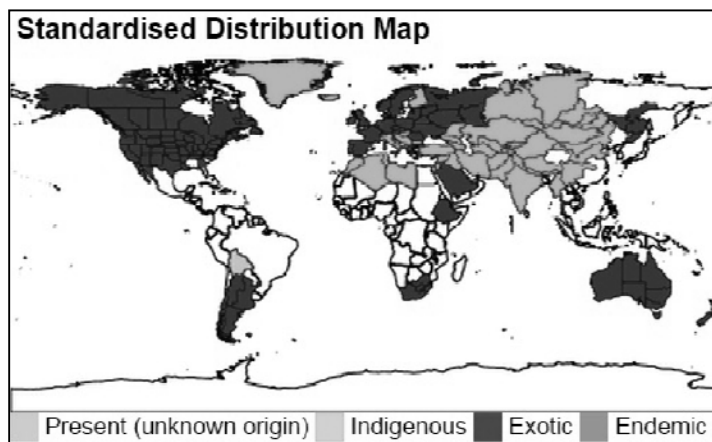 Standardised Distribution Map
Present (unknown origin) Indigenous Exotic Endemic